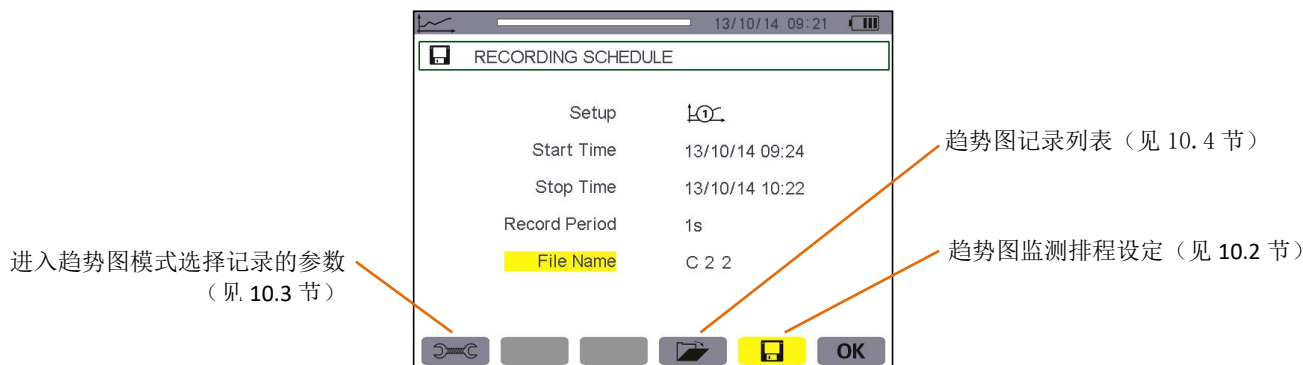 13/10/14 09:21
RECORDING SCHEDULE
Setup 1
Start Time 13/10/14 09:24
Stop Time 13/10/14 10:22
Record Period 1s
File Name C 2 2
OK
趋势图记录列表（见 10.4 节）
趋势图监测排程设定（见 10.2 节）
进入趋势图模式选择记录的参数
（见 10.3 节）